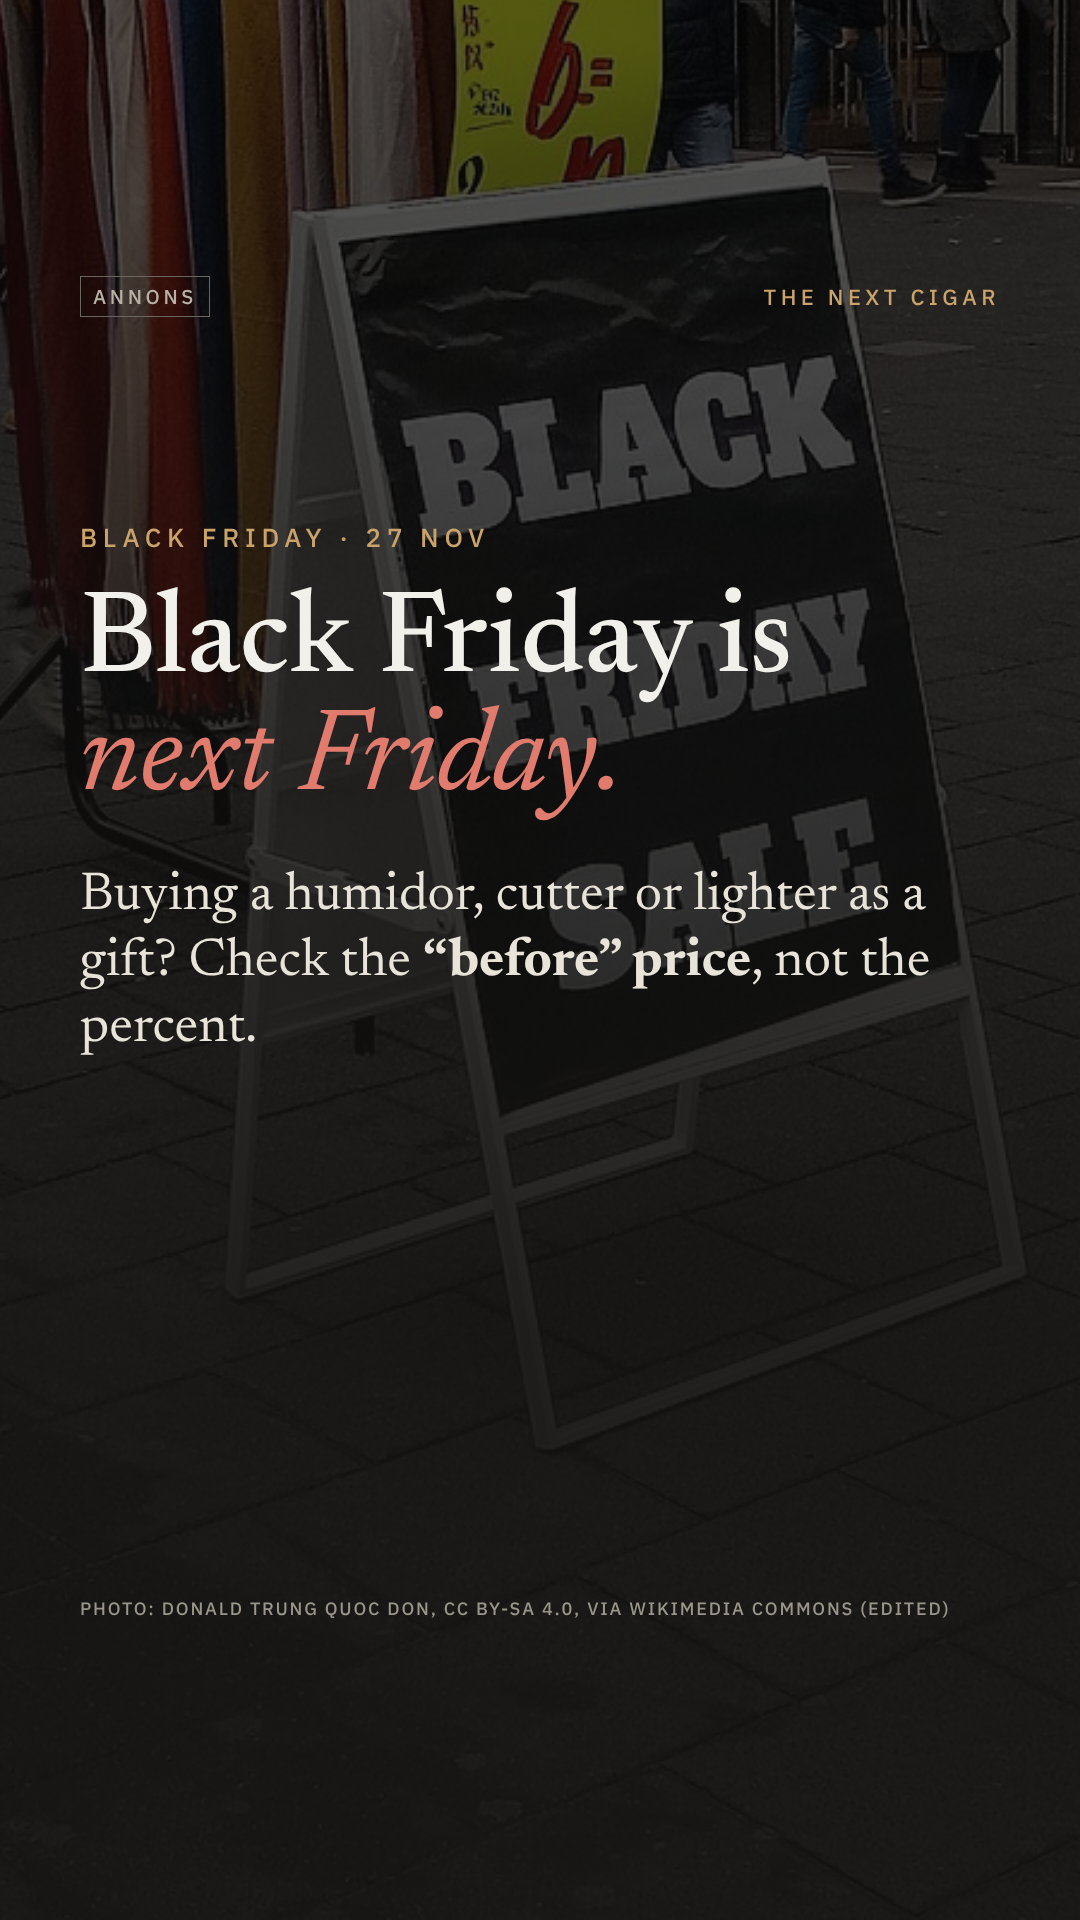 6=
ANNONS
THE NEXT CIGAR
BLACK
FRIDAY
SALE
BLACK FRIDAY · 27 NOV
Black Friday is
next Friday.
Buying a humidor, cutter or lighter as a
gift? Check the “before” price, not the
percent.
PHOTO: DONALD TRUNG QUOC DON, CC BY-SA 4.0, VIA WIKIMEDIA COMMONS (EDITED)